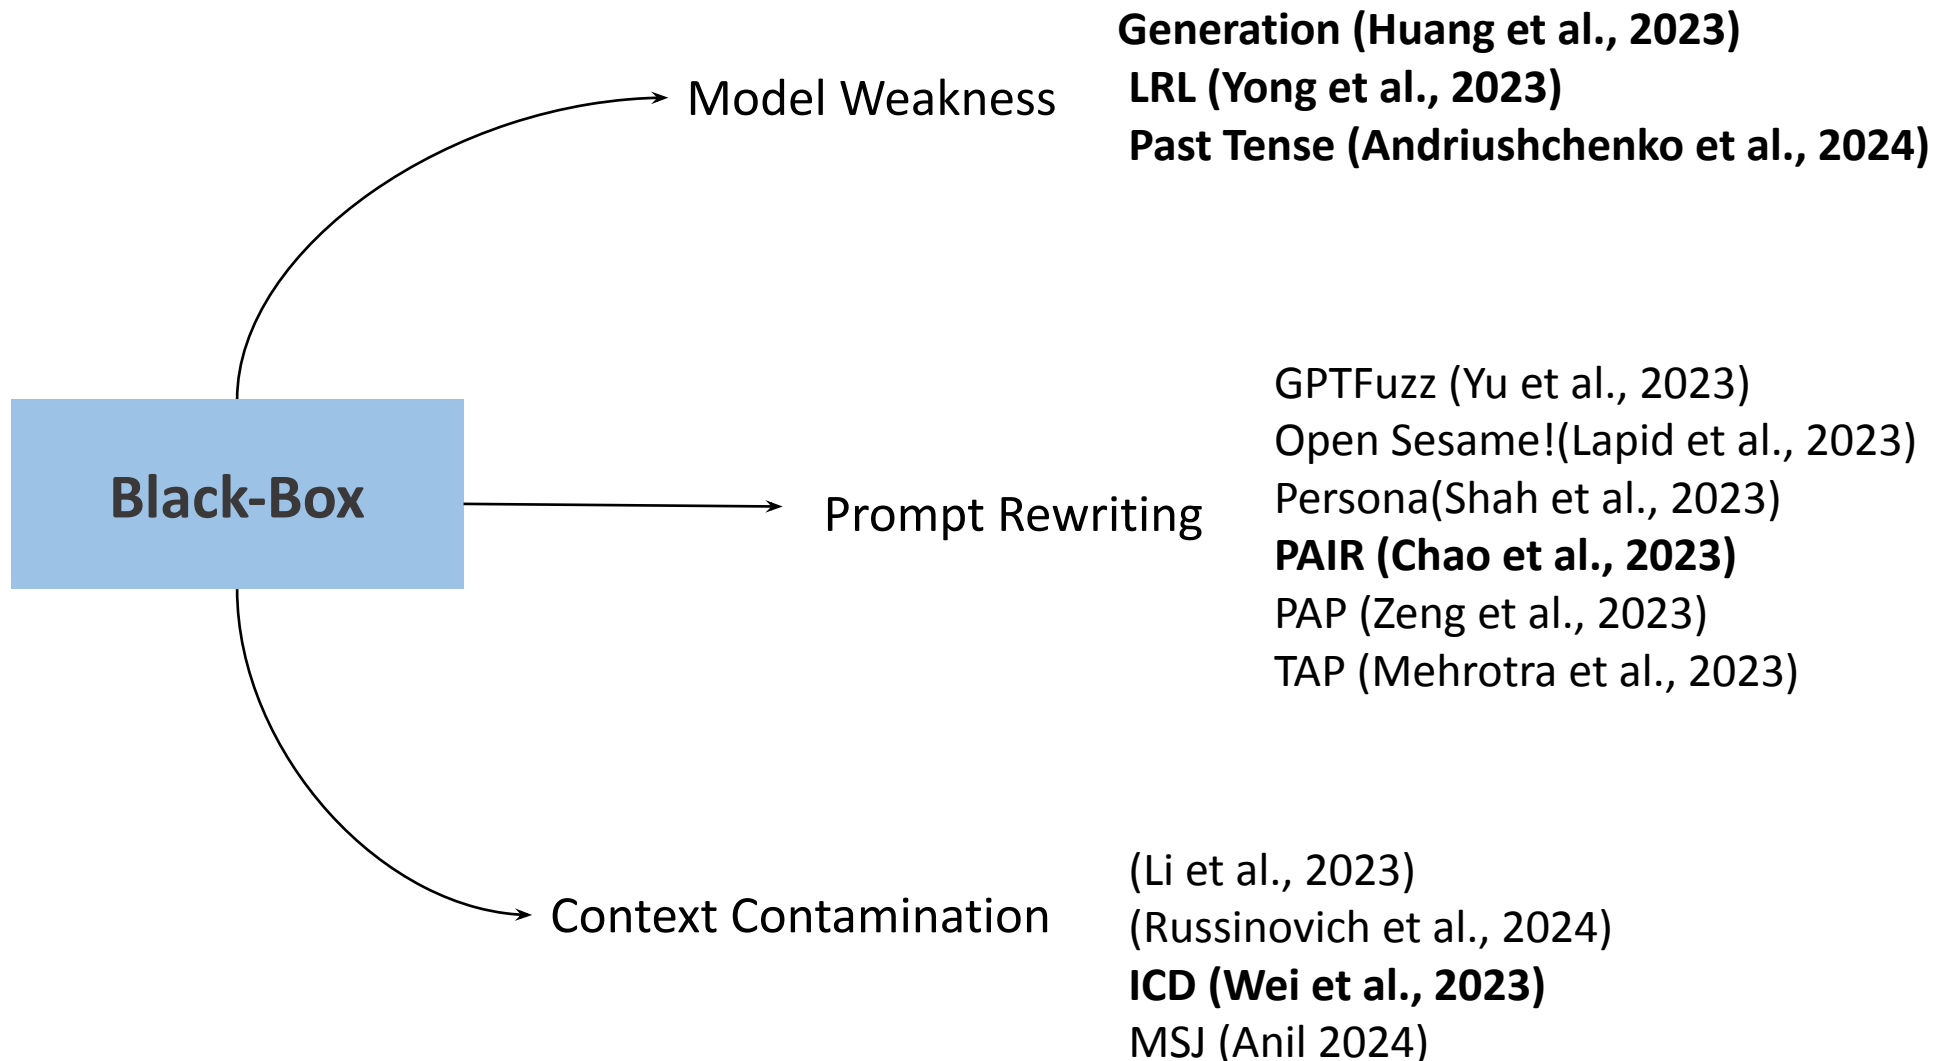 Generation (Huang et al., 2023)
LRL (Yong et al., 2023)
Past Tense (Andriushchenko et al., 2024)
Model Weakness
Black-Box
Prompt Rewriting
GPTFuzz (Yu et al., 2023)
Open Sesame!(Lapid et al., 2023)
Persona(Shah et al., 2023)
PAIR (Chao et al., 2023)
PAP (Zeng et al., 2023)
TAP (Mehrotra et al., 2023)
Context Contamination
(Li et al., 2023)
(Russinovich et al., 2024)
ICD (Wei et al., 2023)
MSJ (Anil 2024)